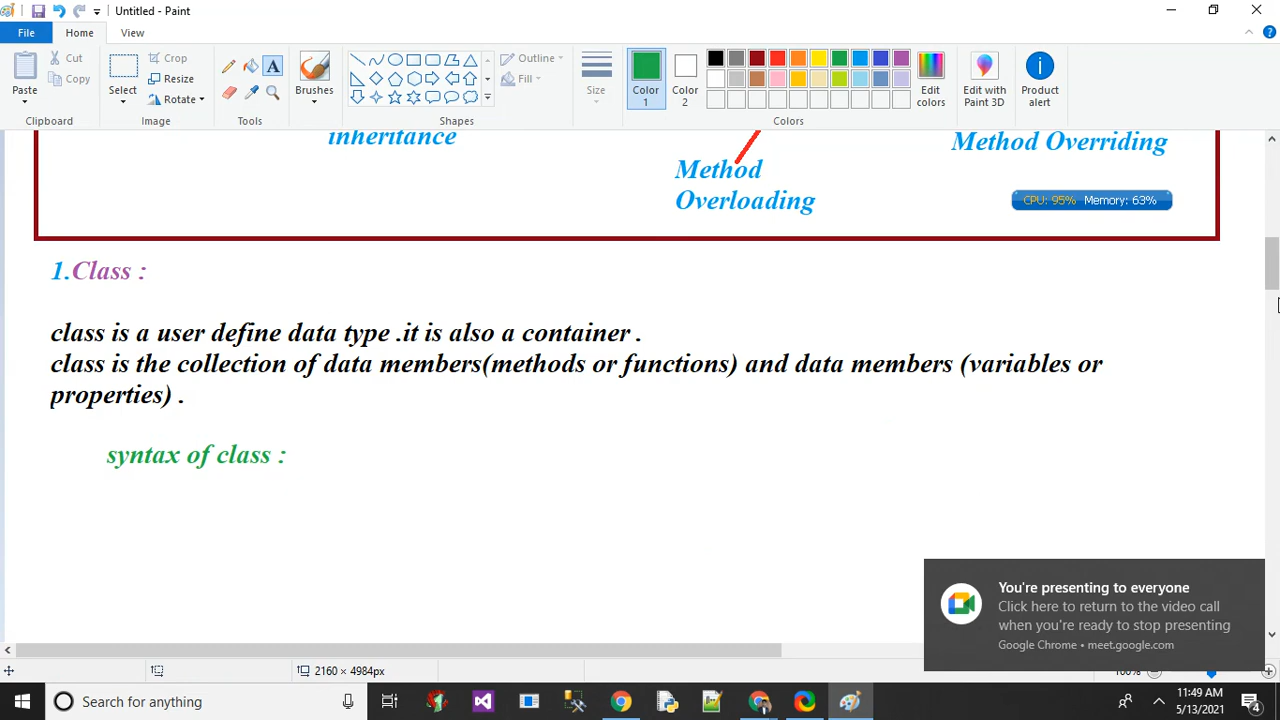 Untitled - Paint
File
Home
View
Paste
Cut
Copy
Clipboard
Select
Crop
Resize
Rotate
Image
Tools
Brushes
Shapes
Outline
Fill
Size
Color
1
Color
2
Edit
colors
Colors
Edit with
Paint 3D
Product
alert
inheritance
Method
Overloading
Method Overriding
CPU: 95% Memory: 63%
1.Class :
class is a user define data type .it is also a container .
class is the collection of data members(methods or functions) and data members (variables or
properties) .
syntax of class :
You're presenting to everyone
Click here to return to the video call
when you're ready to stop presenting
Google Chrome • meet.google.com
2160 × 4984px
100%
Search for anything
11:49 AM
5/13/2021
4